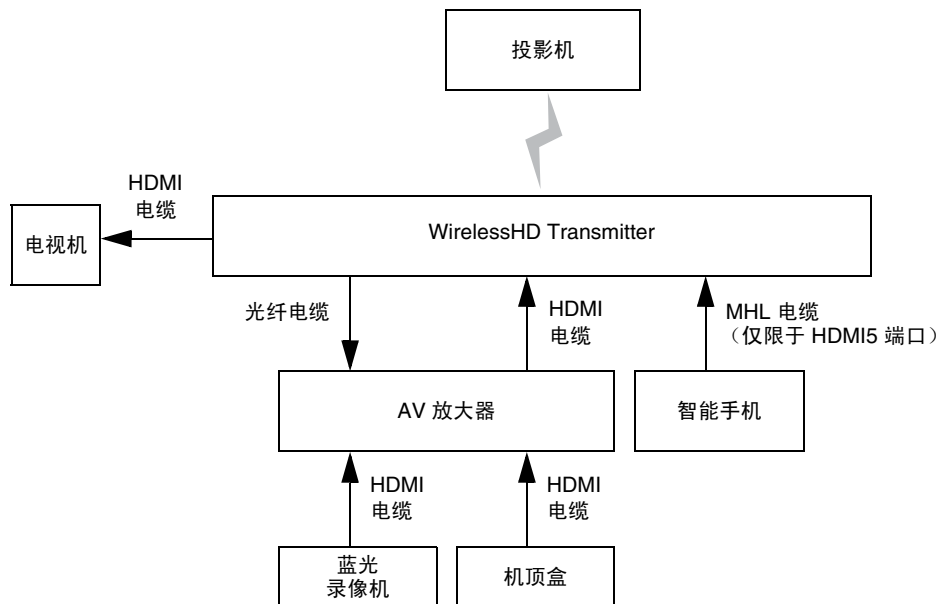 投影机
HDMI
电缆
电视机
WirelessHD Transmitter
光纤电缆
HDMI
电缆
MHL 电缆
（仅限于 HDMI5 端口）
AV 放大器
智能手机
HDMI
电缆
HDMI
电缆
蓝光
录像机
机顶盒